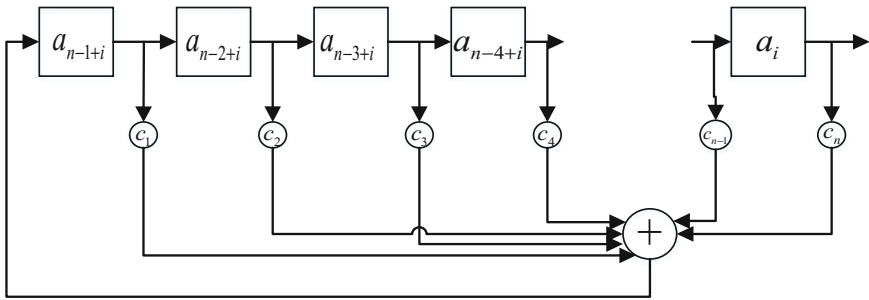 a_{n-1+i} a_{n-2+i} a_{n-3+i} a_{n-4+i} a_i
c_1 c_2 c_3 c_4 c_{n-1} c_n
+